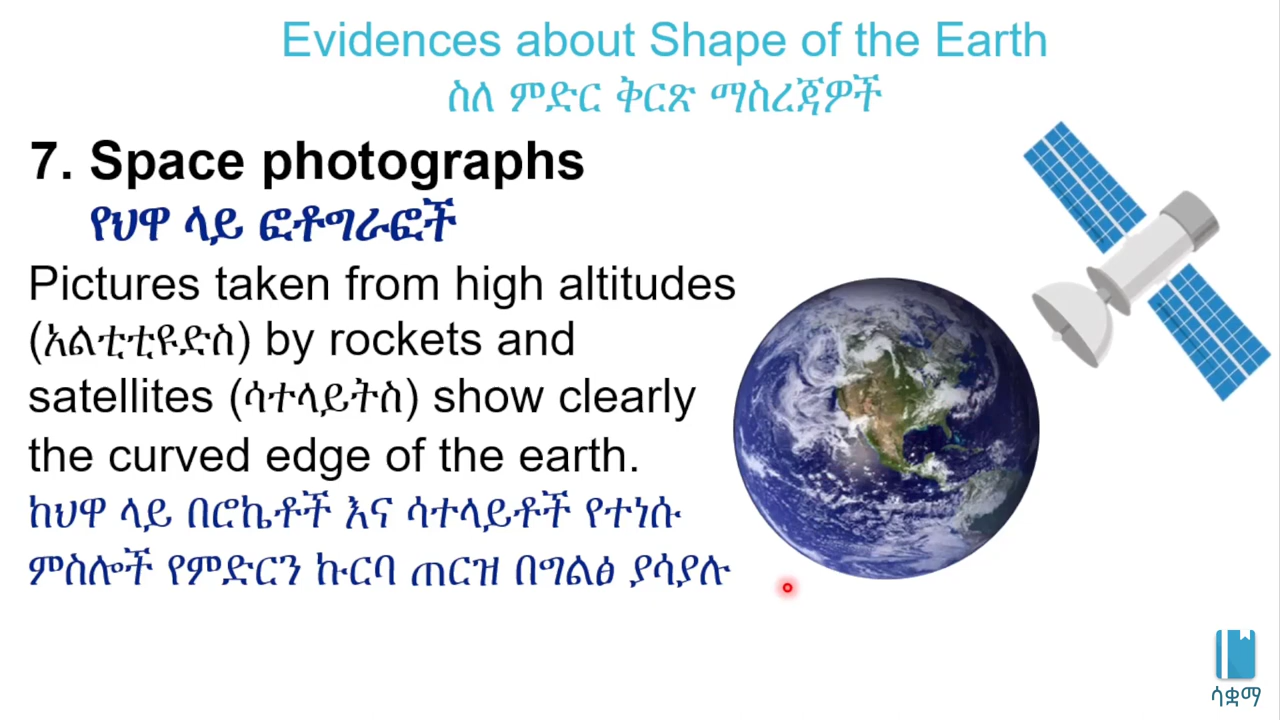 Evidences about Shape of the Earth
ስለ ምድር ቅርጽ ማስረጃዎች
7. Space photographs
የህዋ ላይ ፎቶግራፎች
Pictures taken from high altitudes
(አልቲቲዩድስ) by rockets and
satellites (ሳተላይትስ) show clearly
the curved edge of the earth.
ከህዋ ላይ በሮኬቶች እና ሳተላይቶች የተነሱ
ምስሎች የምድርን ኩርባ ጠርዝ በግልፅ ያሳያሉ
ሳቋማ